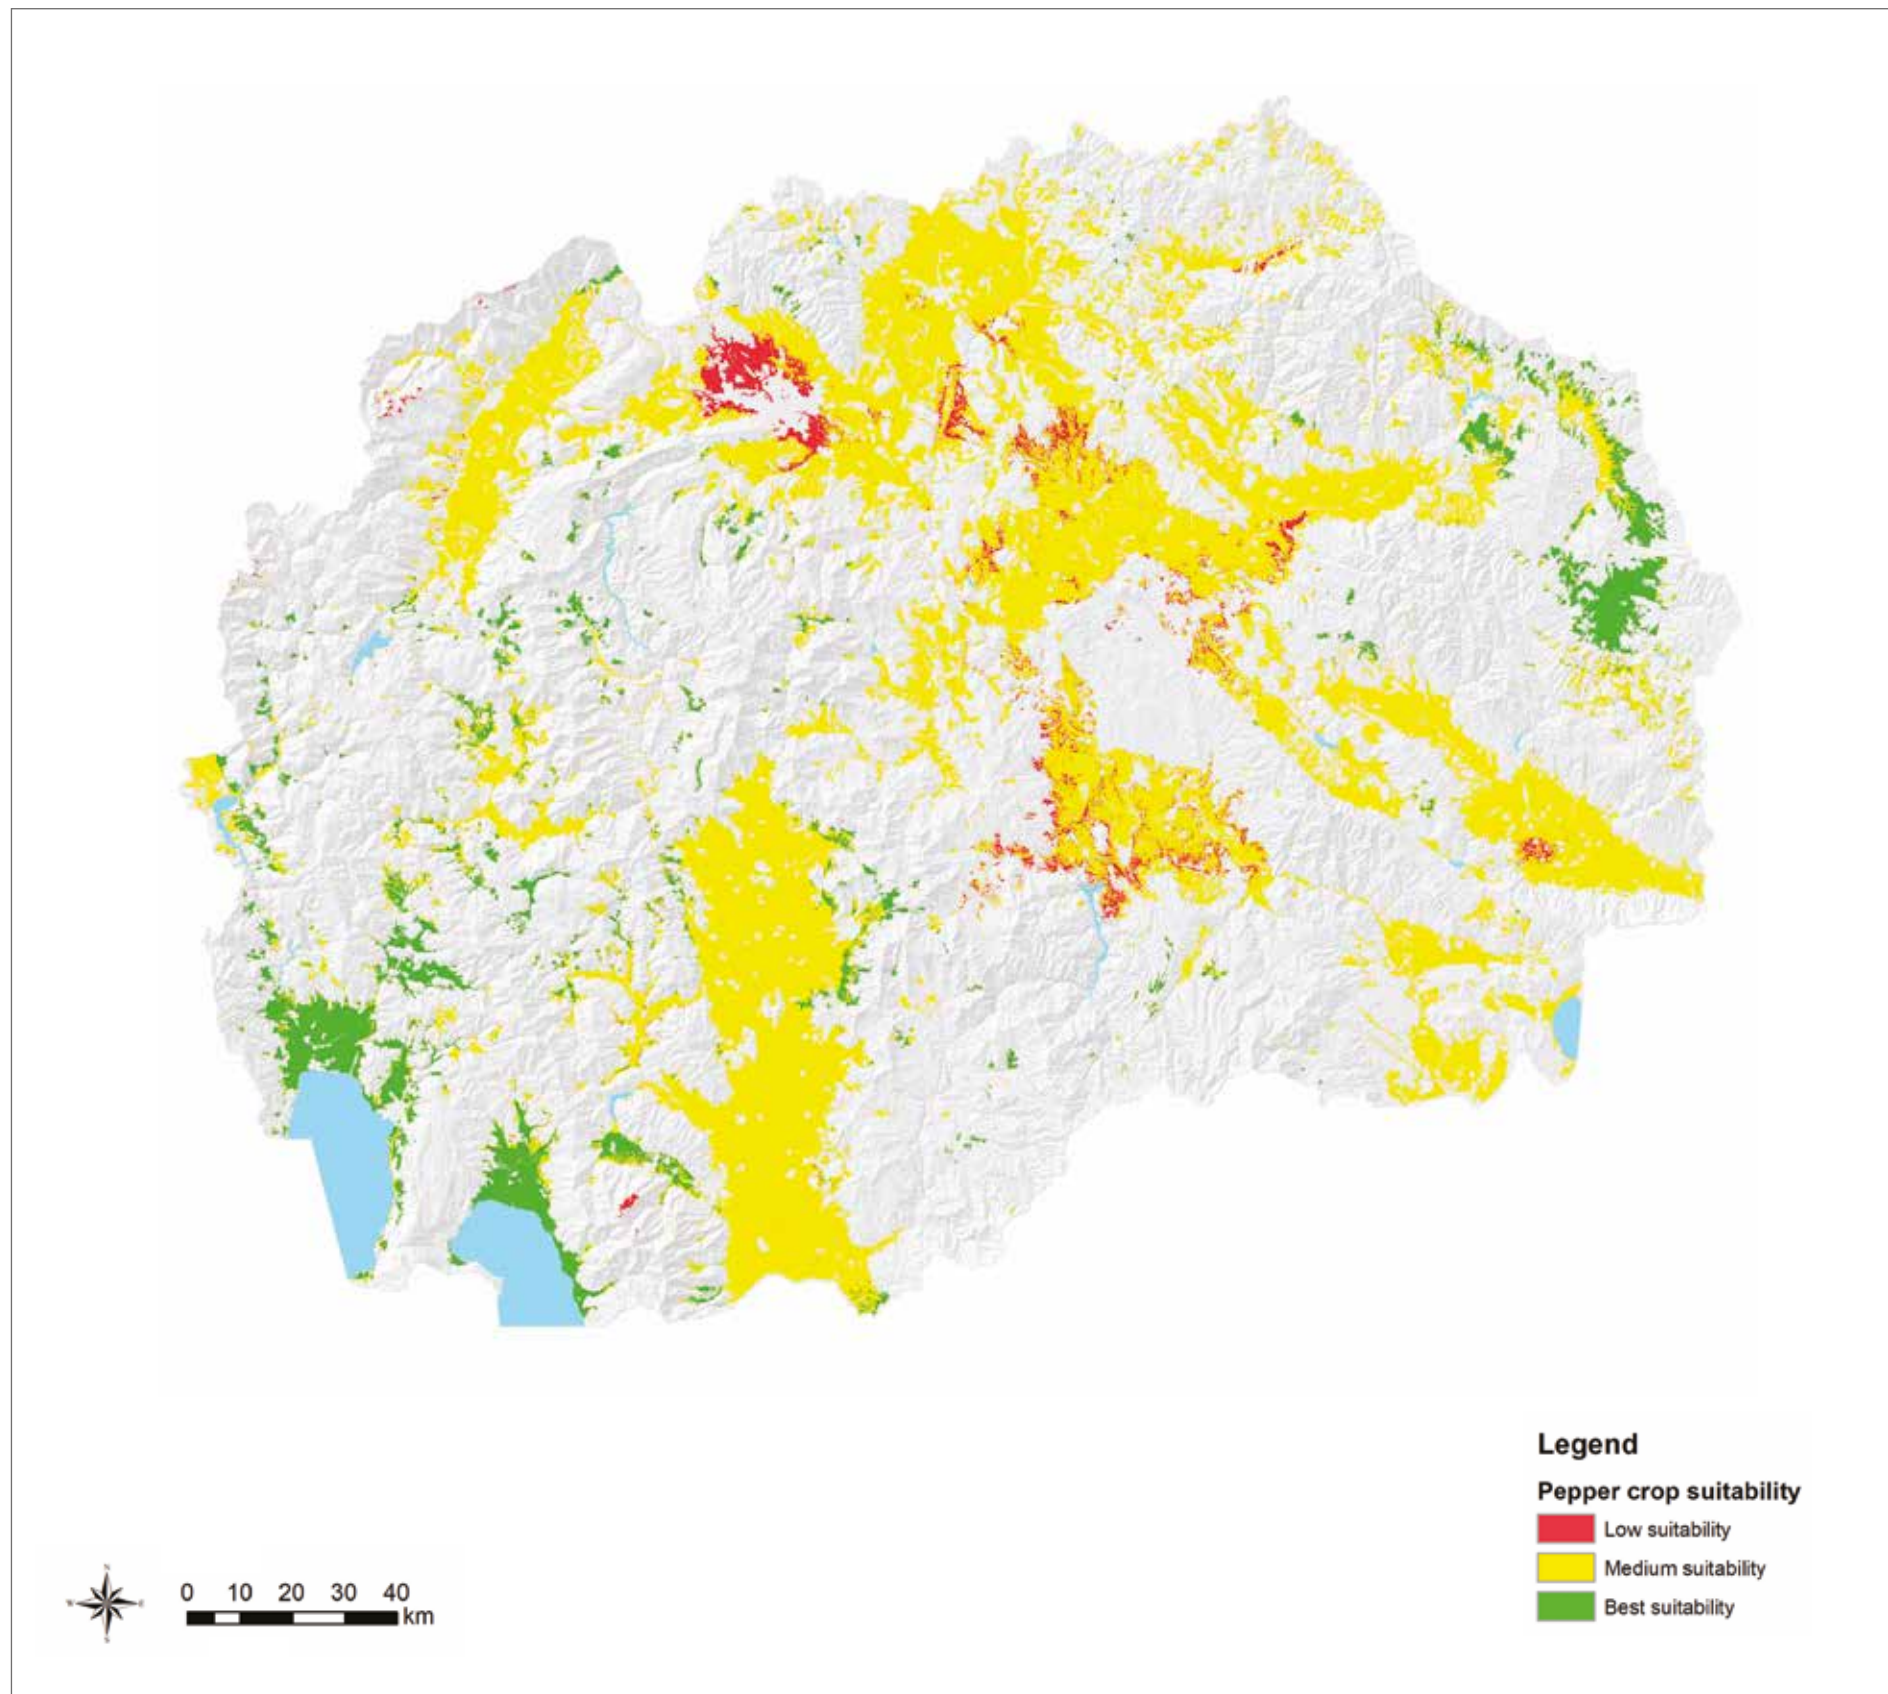 Legend
Pepper crop suitability
Low suitability
Medium suitability
Best suitability
N
W
E
S
0 10 20 30 40
km